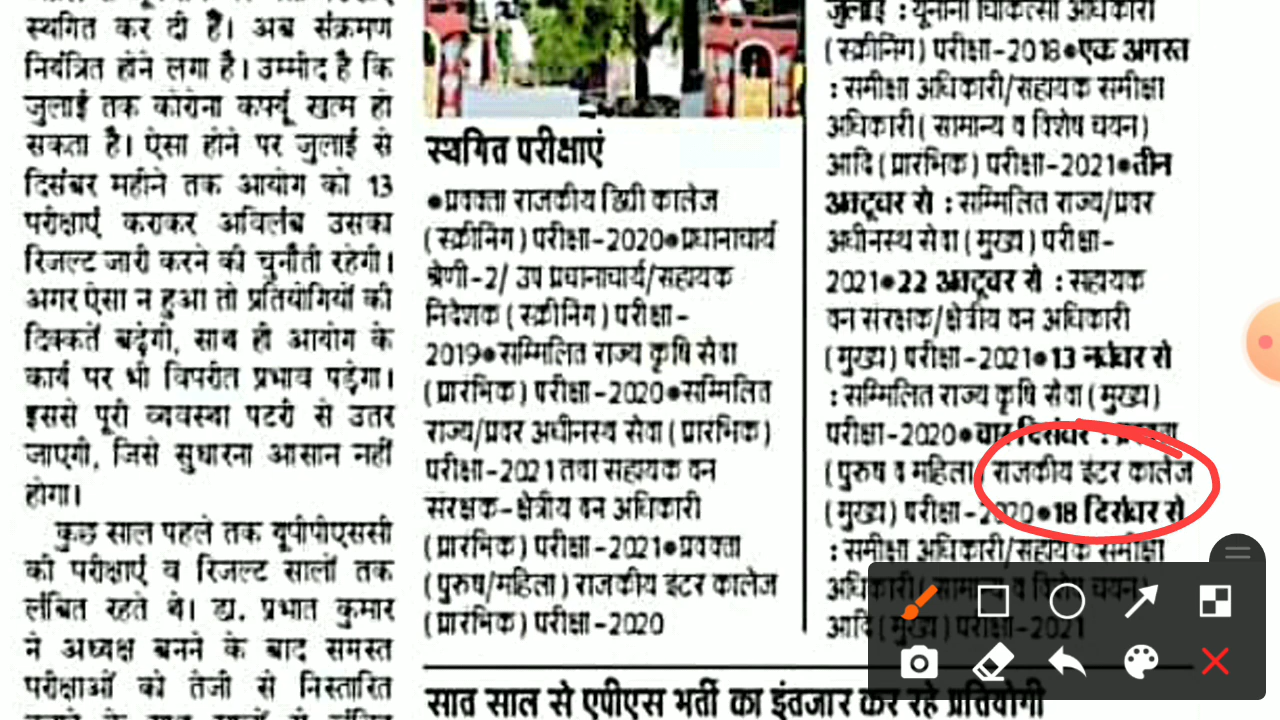 स्थगित कर दी हैं। अब संक्रमण
नियंत्रित होने लगा है। उम्मीद है कि
जुलाई तक कोरोना कर्फ्यू खत्म हो
सकता है। ऐसा होने पर जुलाई से
दिसंबर महीने तक आयोग को 13
परीक्षाएं कराकर अविलंब उसका
रिजल्ट जारी करने की चुनौती रहेगी।
अगर ऐसा न हुआ तो प्रतियोगियों की
दिक्कतें बढ़ेंगी, साथ ही आयोग के
कार्य पर भी विपरीत प्रभाव पड़ेगा।
इससे पूरी व्यवस्था पटरी से उतर
जाएगी, जिसे सुधारना आसान नहीं
होगा।
कुछ साल पहले तक यूपीपीएससी
की परीक्षाएं व रिजल्ट सालों तक
लंबित रहते थे। डा. प्रभात कुमार
ने अध्यक्ष बनने के बाद समस्त
परीक्षाओं को तेजी से निस्तारित
स्थगित परीक्षाएं
●प्रवक्ता राजकीय डिग्री कालेज
(स्क्रीनिंग) परीक्षा-2020●प्रधानाचार्य
श्रेणी-2/ उप प्रधानाचार्य/सहायक
निदेशक (स्क्रीनिंग) परीक्षा-
2019●सम्मिलित राज्य कृषि सेवा
(प्रारंभिक) परीक्षा-2020●सम्मिलित
राज्य/प्रवर अधीनस्थ सेवा (प्रारंभिक)
परीक्षा-2021 तथा सहायक वन
संरक्षक-क्षेत्रीय वन अधिकारी
(प्रारंभिक) परीक्षा-2021●प्रवक्ता
(पुरुष/महिला) राजकीय इंटर कालेज
(प्रारंभिक) परीक्षा-2020
जुलाई : यूनानी चिकित्सा अधिकारी
(स्क्रीनिंग) परीक्षा-2018●एक अगस्त
: समीक्षा अधिकारी/सहायक समीक्षा
अधिकारी (सामान्य व विशेष चयन)
आदि (प्रारंभिक) परीक्षा-2021●तीन
अक्टूबर से : सम्मिलित राज्य/प्रवर
अधीनस्थ सेवा (मुख्य) परीक्षा-
2021●22 अक्टूबर से : सहायक
वन संरक्षक/क्षेत्रीय वन अधिकारी
(मुख्य) परीक्षा-2021●13 नवंबर से
: सम्मिलित राज्य कृषि सेवा (मुख्य)
परीक्षा-2020●चार दिसंबर : प्रवक्ता
(पुरुष व महिला) राजकीय इंटर कालेज
(मुख्य) परीक्षा-2020●18 दिसंबर से
: समीक्षा अधिकारी/सहायक समीक्षा
अधिकारी (सामान्य व विशेष चयन)
आदि (मुख्य) परीक्षा-2021
सात साल से एपीएस भर्ती का इंतजार कर रहे प्रतियोगी